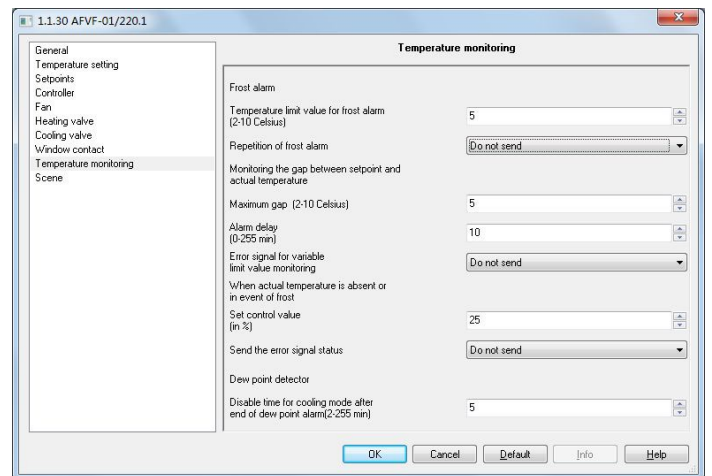 1.1.30 AFVF-01/220.1
General
Temperature setting
Setpoints
Controller
Fan
Heating valve
Cooling valve
Window contact
Temperature monitoring
Scene
Temperature monitoring
Frost alarm
Temperature limit value for frost alarm
(2-10 Celsius)
5
Repetition of frost alarm
Do not send
Monitoring the gap between setpoint and
actual temperature
Maximum gap (2-10 Celsius)
5
Alarm delay
(0-255 min)
10
Error signal for variable
limit value monitoring
Do not send
When actual temperature is absent or
in event of frost
Set control value
(in %)
25
Send the error signal status
Do not send
Dew point detector
Disable time for cooling mode after
end of dew point alarm(2-255 min)
5
OK
Cancel
Default
Info
Help